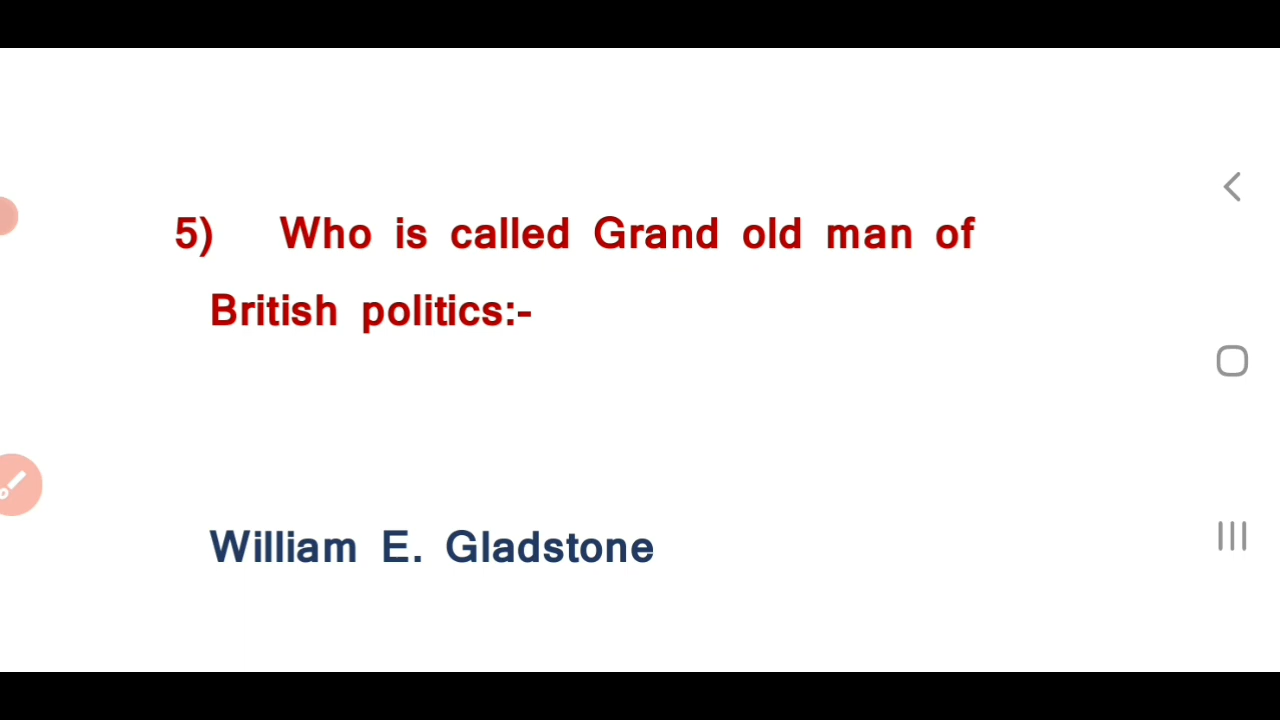 5) Who is called Grand old man of
British politics:-
William E. Gladstone